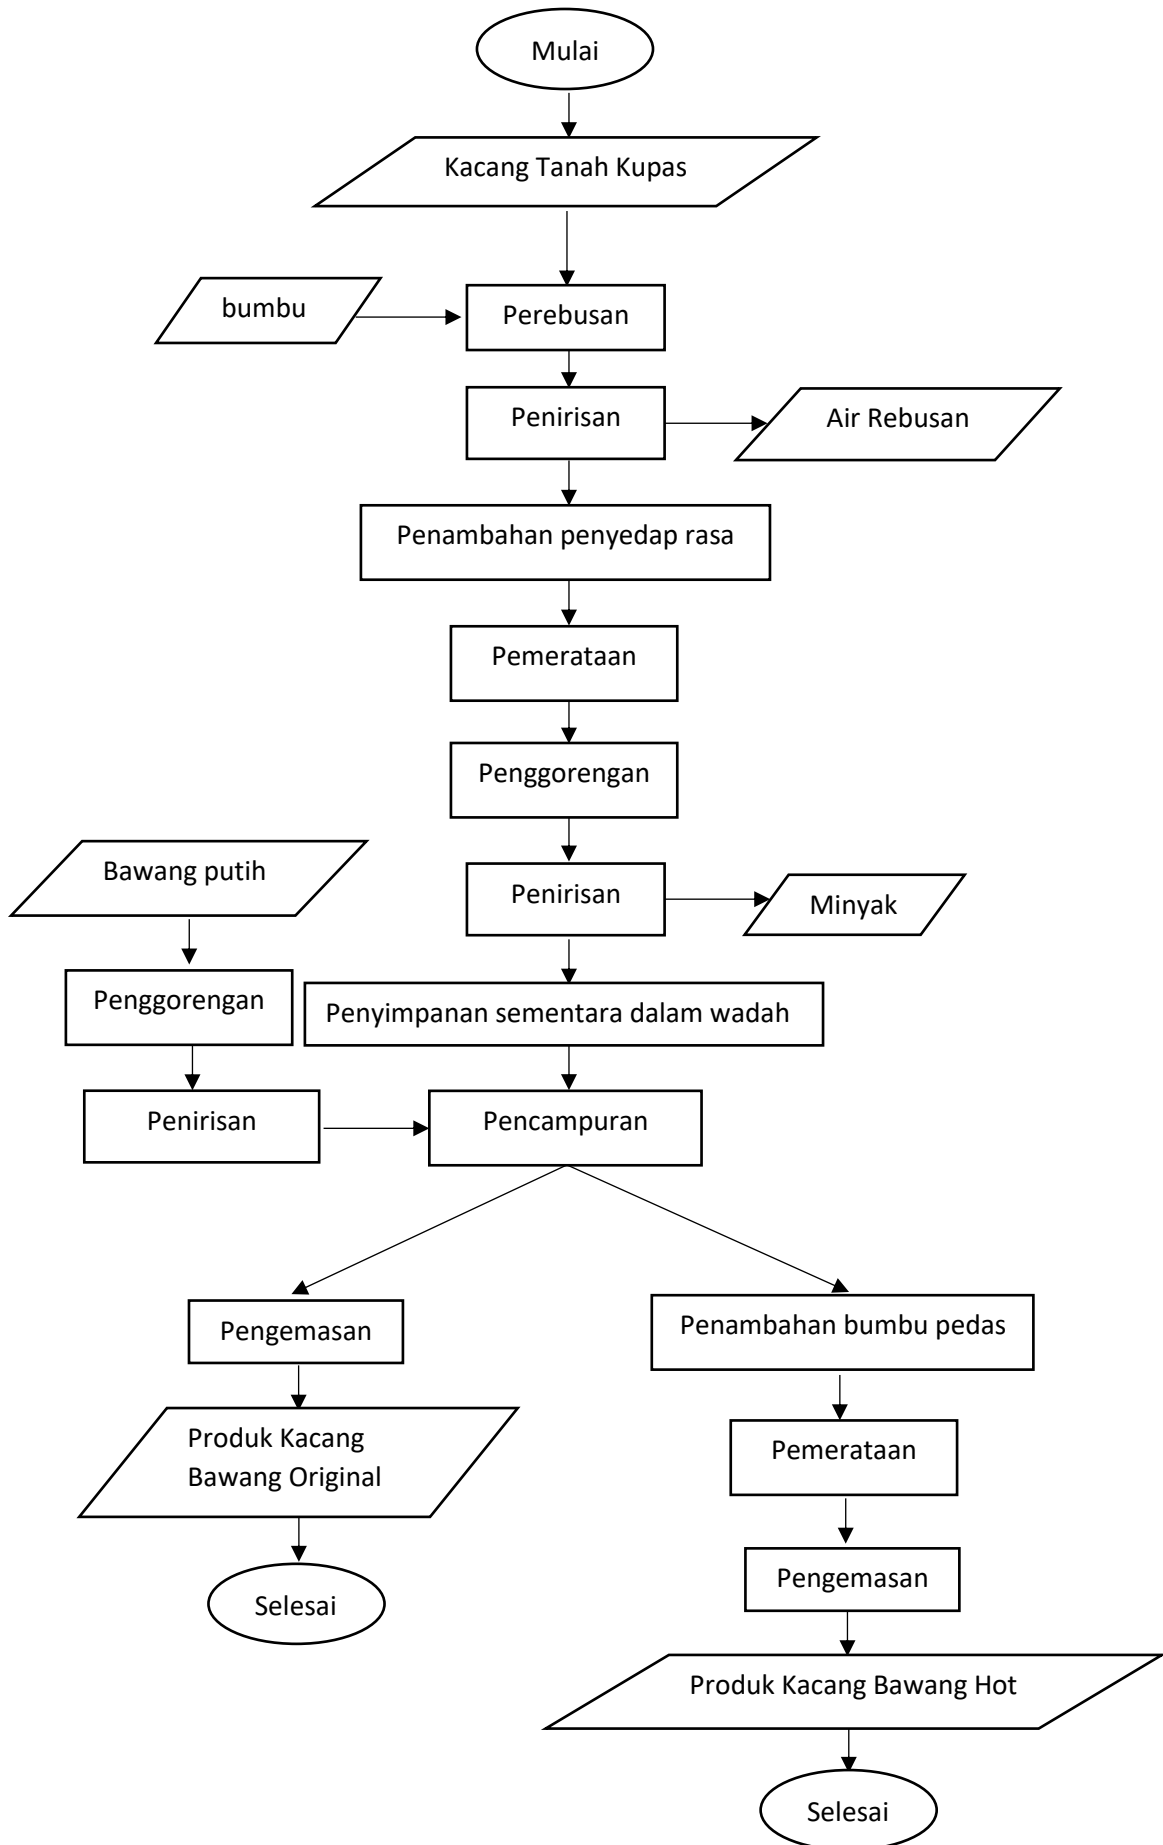 Mulai
Kacang Tanah Kupas
bumbu
Perebusan
Penirisan
Air Rebusan
Penambahan penyedap rasa
Pemerataan
Penggorengan
Bawang putih
Penirisan
Minyak
Penggorengan
Penyimpanan sementara dalam wadah
Penirisan
Pencampuran
Pengemasan
Penambahan bumbu pedas
Produk Kacang
Bawang Original
Pemerataan
Selesai
Pengemasan
Produk Kacang Bawang Hot
Selesai